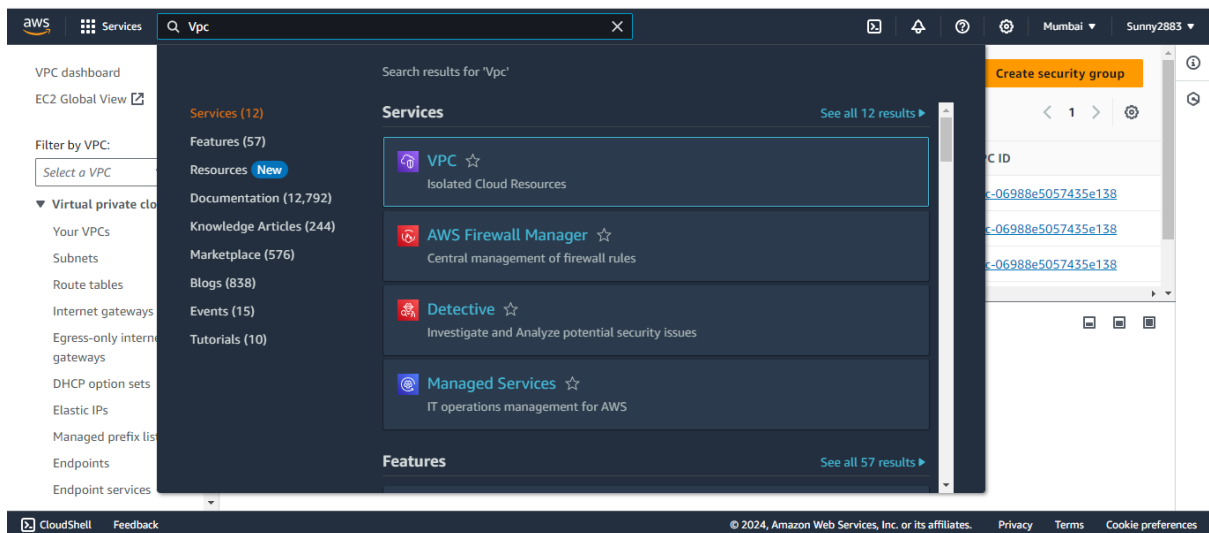 aws
Services
Vpc
Mumbai
Sunny2883
VPC dashboard
EC2 Global View
Filter by VPC:
Select a VPC
Virtual private clo
Your VPCs
Subnets
Route tables
Internet gateways
Egress-only interne
gateways
DHCP option sets
Elastic IPs
Managed prefix lis
Endpoints
Endpoint services
Search results for 'Vpc'
Services (12)
Features (57)
Resources New
Documentation (12,792)
Knowledge Articles (244)
Marketplace (576)
Blogs (838)
Events (15)
Tutorials (10)
Services
See all 12 results
VPC
Isolated Cloud Resources
AWS Firewall Manager
Central management of firewall rules
Detective
Investigate and Analyze potential security issues
Managed Services
IT operations management for AWS
Features
See all 57 results
Create security group
1
C ID
c-06988e5057435e138
c-06988e5057435e138
c-06988e5057435e138
CloudShell
Feedback
© 2024, Amazon Web Services, Inc. or its affiliates.
Privacy
Terms
Cookie preferences